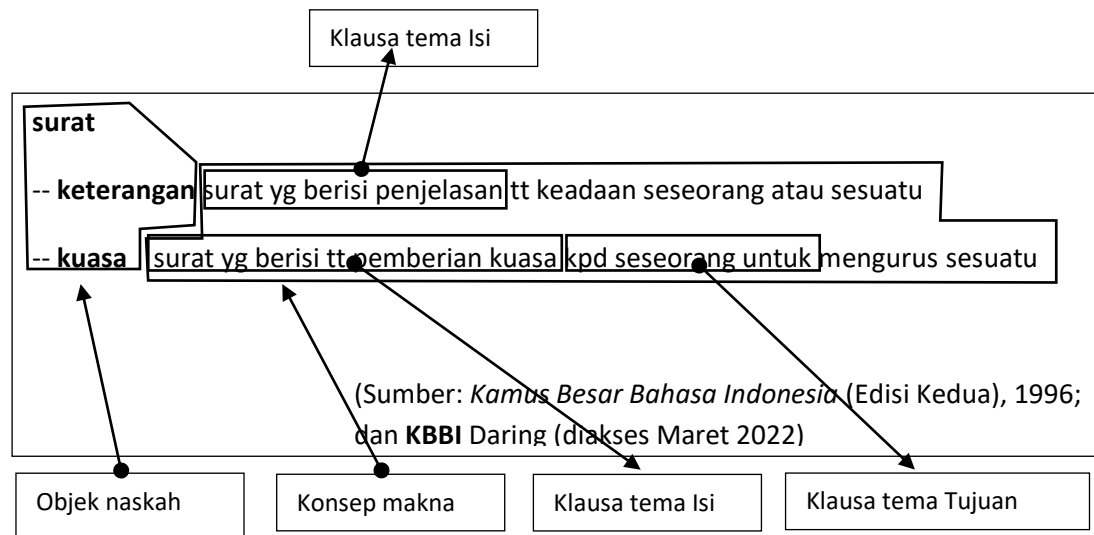 Klausa tema Isi
surat
-- keterangan surat yg berisi penjelasan tt keadaan seseorang atau sesuatu
-- kuasa surat yg berisi tt pemberian kuasa kpd seseorang untuk mengurus sesuatu
(Sumber: Kamus Besar Bahasa Indonesia (Edisi Kedua), 1996;
dan KBBI Daring (diakses Maret 2022)
Objek naskah
Konsep makna
Klausa tema Isi
Klausa tema Tujuan